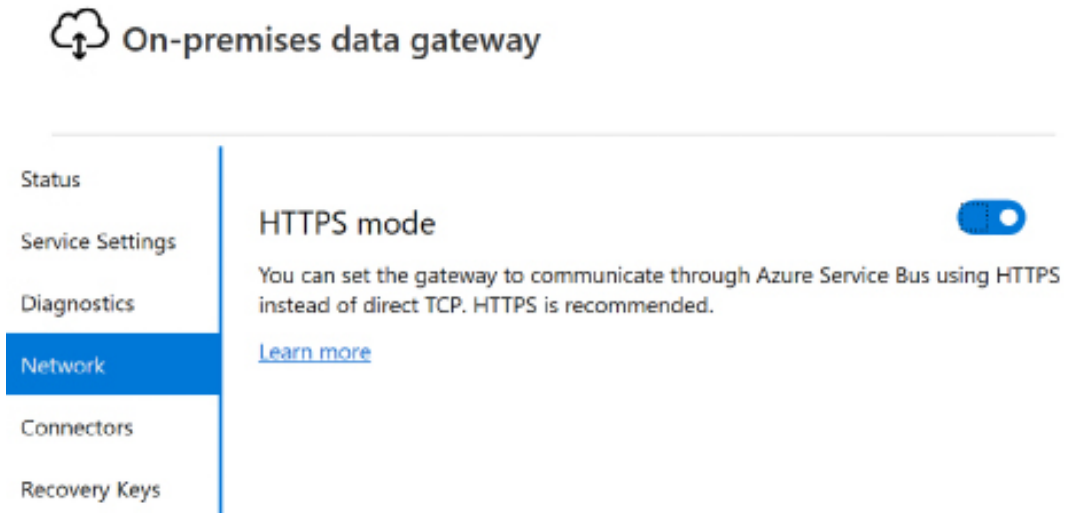 On-premises data gateway
Status
Service Settings
Diagnostics
Network
Connectors
Recovery Keys
HTTPS mode
You can set the gateway to communicate through Azure Service Bus using HTTPS
instead of direct TCP. HTTPS is recommended.
Learn more